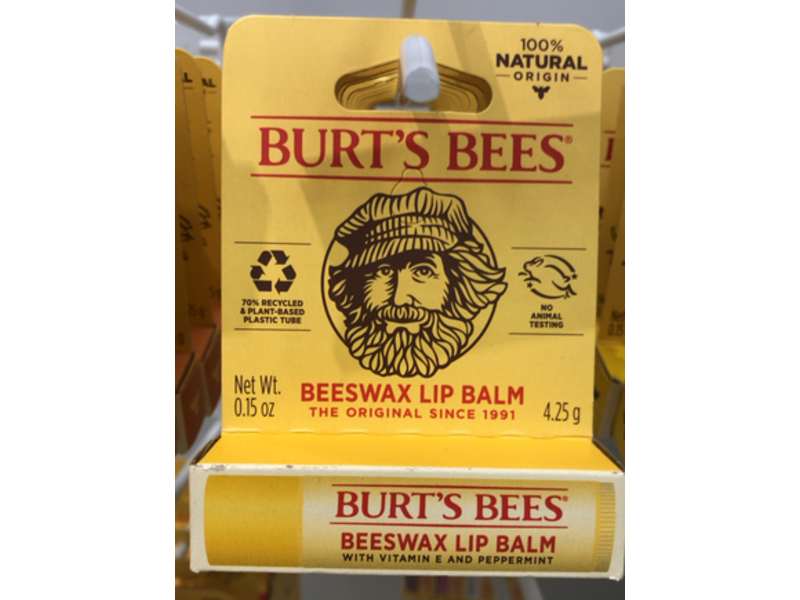 100%
NATURAL
ORIGIN
BURT'S BEES®
70% RECYCLED
& PLANT-BASED
PLASTIC TUBE
NO
ANIMAL
TESTING
Net Wt.
0.15 oz
BEESWAX LIP BALM
THE ORIGINAL SINCE 1991
4.25 g
BURT'S BEES®
BEESWAX LIP BALM
WITH VITAMIN E AND PEPPERMINT